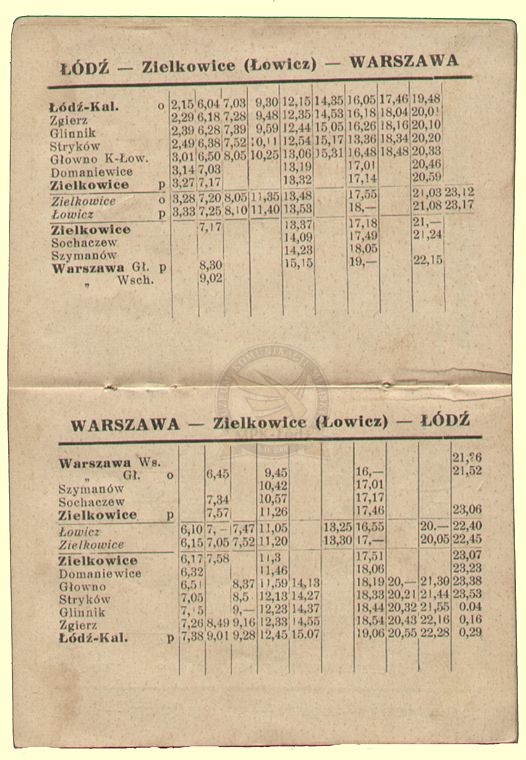 ŁÓDŹ — Zielkowice (Łowicz) — WARSZAWA
Łódź-Kal. o 2,15 6,04 7,03 9,30 12,15 14,35 16,05 17,46 19,48
Zgierz 2,29 6,18 7,28 9,48 12,35 14,53 16,18 18,04 20,01
Glinnik 2,39 6,28 7,39 9,59 12,44 15,05 16,26 18,16 20,10
Stryków 2,49 6,38 7,52 10,11 12,54 15,17 13,36 18,34 20,20
Głowno K-Łow. 3,01 6,50 8,05 10,25 13,06 15,31 16,48 18,48 20,33
Domaniewice 3,14 7,03 13,19 17,01 20,46
Zielkowice p 3,27 7,17 13,32 17,14 20,59
Zielkowice o 3,28 7,20 8,05 11,35 13,48 17,55 21,03 23,12
Łowicz p 3,33 7,25 8,10 11,40 13,53 18,— 21,08 23,17
Zielkowice 7,17 13,37 17,18 21,—
Sochaczew 14,09 17,49 21,24
Szymanów 14,23 18,05
Warszawa Gł. p 8,30 15,15 19,— 22,15
„ Wsch. 9,02
WARSZAWA — Zielkowice (Łowicz) — ŁÓDŹ
Warszawa Ws. 21,26
„ Gł. o 6,45 9,45 16,— 21,52
Szymanów 10,42 17,01
Sochaczew 7,34 10,57 17,17
Zielkowice p 7,57 11,26 17,46 23,06
Łowicz 6,10 7,- 7,47 11,05 13,25 16,55 20.— 22,40
Zielkowice 6,15 7,05 7,52 11,20 13,30 17,— 20,05 22,45
Zielkowice 6,17 7,58 17,51 23,07
Domaniewice 6,32 11,46 18,06 23,23
Głowno 6,51 8,37 11,59 14,13 18,19 20,— 21,30 23,38
Stryków 7,05 12,13 14,27 18,33 20,21 21,44 23,53
Glinnik 7,15 9,— 12,23 14,37 18,44 20,32 21,55 0.04
Zgierz 7,26 8,49 9,16 12,33 14,55 18,54 20,43 22,16 0,16
Łódź-Kal. p 7,38 9,01 9,28 12,45 15.07 19,06 20,55 22,28 0,29